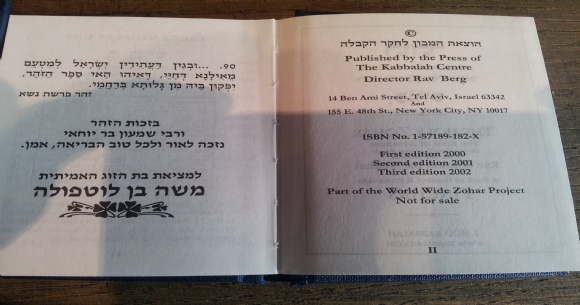 ©
הוצאת המכון לחקר הקבלה
Published by the Press of
The Kabbalah Centre
Director Rav Berg
14 Ben Ami Street, Tel Aviv, Israel 63342
And
155 E. 48th St., New York City, NY 10017
ISBN No. 1-57189-182-X
First edition 2000
Second edition 2001
Third edition 2002
Part of the World Wide Zohar Project
Not for sale
II
90. ...ובגין דעתידין ישראל למטעם
מאילנא דחיי, דאיהו האי ספר הזהר,
יפקון ביה מן גלותא ברחמי.
זהר פרשת נשא
בזכות הזהר
ורבי שמעון בר יוחאי
נזכה לאור ולכל טוב הבריאה, אמן.
למציאת בת הזוג האמיתית
משה בן לוטפולה